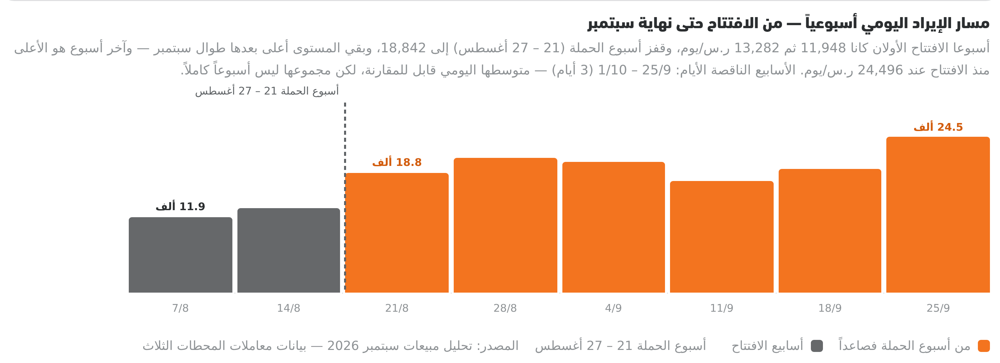 مسار الإيراد اليومي أسبوعياً — من الافتتاح حتى نهاية سبتمبر
أسبوعا الافتتاح الأولان كانا 11,948 ثم 13,282 ر.س/يوم، وقفز أسبوع الحملة (21 – 27 أغسطس) إلى 18,842، وبقي المستوى أعلى بعدها طوال سبتمبر — وآخر أسبوع هو الأعلى
منذ الافتتاح عند 24,496 ر.س/يوم. الأسابيع الناقصة الأيام: 25/9 – 1/10 (3 أيام) — متوسطها اليومي قابل للمقارنة، لكن مجموعها ليس أسبوعاً كاملاً.
أسبوع الحملة 21 – 27 أغسطس
24.5 ألف
18.8 ألف
11.9 ألف
7/8 14/8 21/8 28/8 4/9 11/9 18/9 25/9
من أسبوع الحملة فصاعداً أسابيع الافتتاح أسبوع الحملة 21 – 27 أغسطس المصدر: تحليل مبيعات سبتمبر 2026 — بيانات معاملات المحطات الثلاث